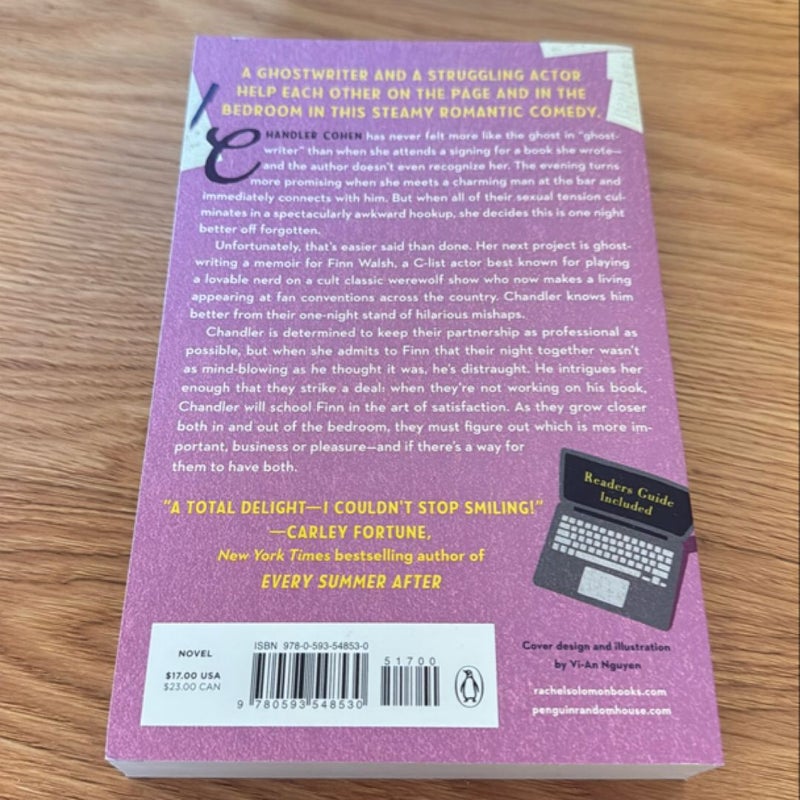 A GHOSTWRITER AND A STRUGGLING ACTOR
HELP EACH OTHER ON THE PAGE AND IN THE
BEDROOM IN THIS STEAMY ROMANTIC COMEDY.
CHANDLER COHEN has never felt more like the ghost in "ghost-
writer" than when she attends a signing for a book she wrote—
and the author doesn't even recognize her. The evening turns
more promising when she meets a charming man at the bar and
immediately connects with him. But when all of their sexual tension cul-
minates in a spectacularly awkward hookup, she decides this is one night
better off forgotten.
Unfortunately, that's easier said than done. Her next project is ghost-
writing a memoir for Finn Walsh, a C-list actor best known for playing
a lovable nerd on a cult classic werewolf show who now makes a living
appearing at fan conventions across the country. Chandler knows him
better from their one-night stand of hilarious mishaps.
Chandler is determined to keep their partnership as professional as
possible, but when she admits to Finn that their night together wasn't
as mind-blowing as he thought it was, he's distraught. He intrigues her
enough that they strike a deal: when they're not working on his book,
Chandler will school Finn in the art of satisfaction. As they grow closer
both in and out of the bedroom, they must figure out which is more im-
portant, business or pleasure—and if there's a way for
them to have both.
Readers Guide
Included
"A TOTAL DELIGHT—I COULDN'T STOP SMILING!"
—CARLEY FORTUNE,
New York Times bestselling author of
EVERY SUMMER AFTER
NOVEL
$17.00 USA
$23.00 CAN
ISBN 978-0-593-54853-0
51700
9 780593 548530
Cover design and illustration
by Vi-An Nguyen
rachelsolomonbooks.com
penguinrandomhouse.com